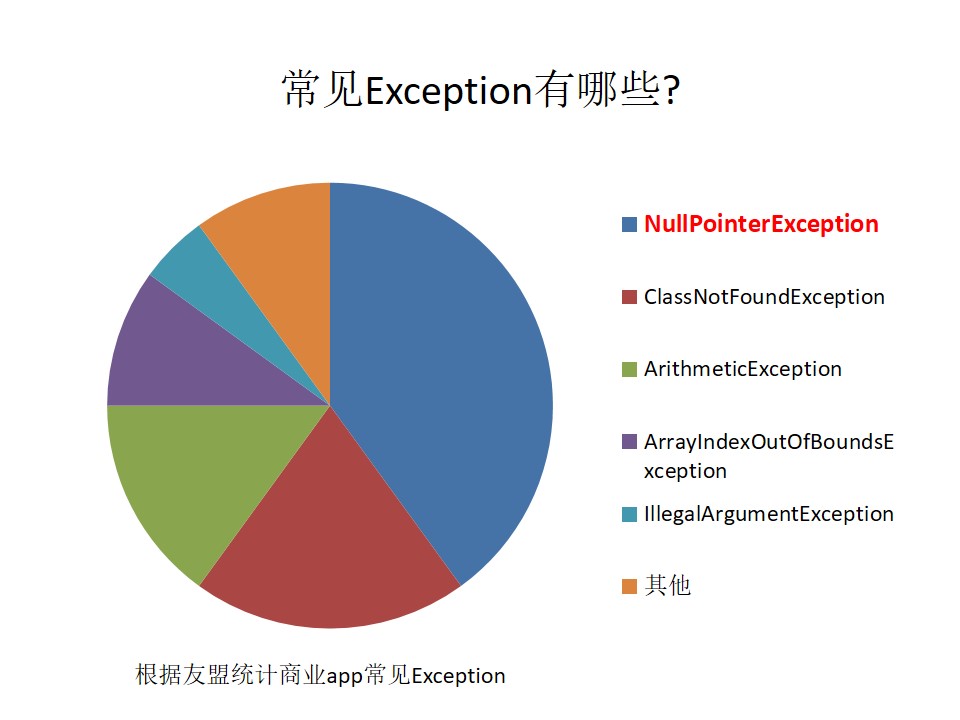 常见Exception有哪些?
NullPointerException
ClassNotFoundException
ArithmeticException
ArrayIndexOutOfBoundsE
xception
IllegalArgumentException
其他
根据友盟统计商业app常见Exception